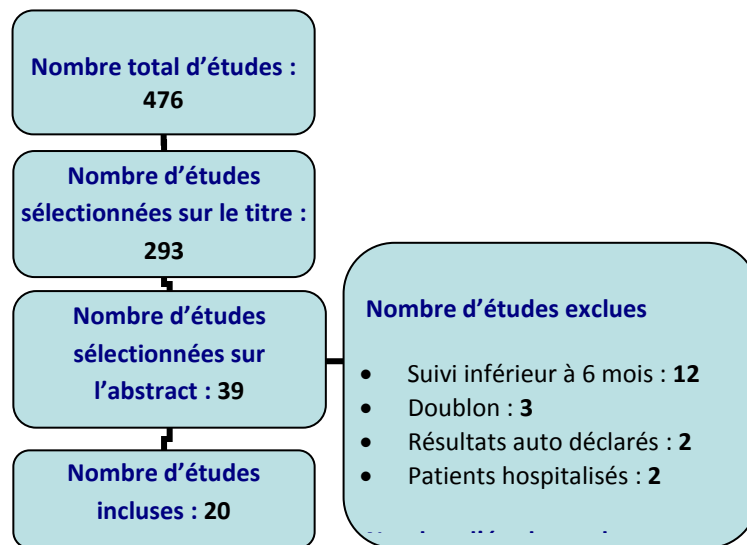 Nombre total d’études :
476
Nombre d’études
sélectionnées sur le titre :
293
Nombre d’études
sélectionnées sur
l’abstract : 39
Nombre d’études
incluses : 20
Nombre d’études exclues
• Suivi inférieur à 6 mois : 12
• Doublon : 3
• Résultats auto déclarés : 2
• Patients hospitalisés : 2